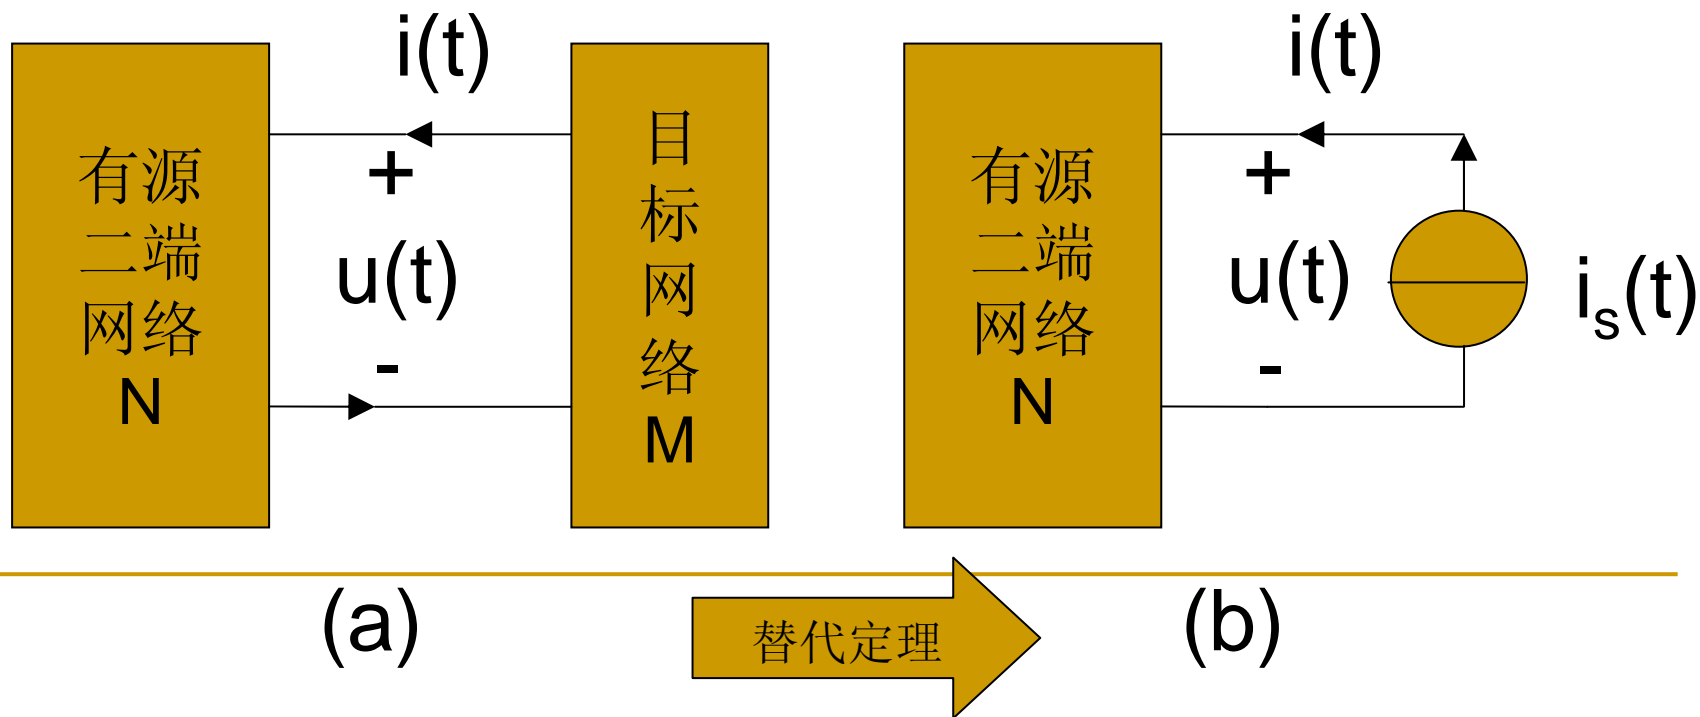 i(t)
有源
二端
网络
N
+
u(t)
-
目
标
网
络
M
(a)
替代定理
i(t)
有源
二端
网络
N
+
u(t)
-
is(t)
(b)